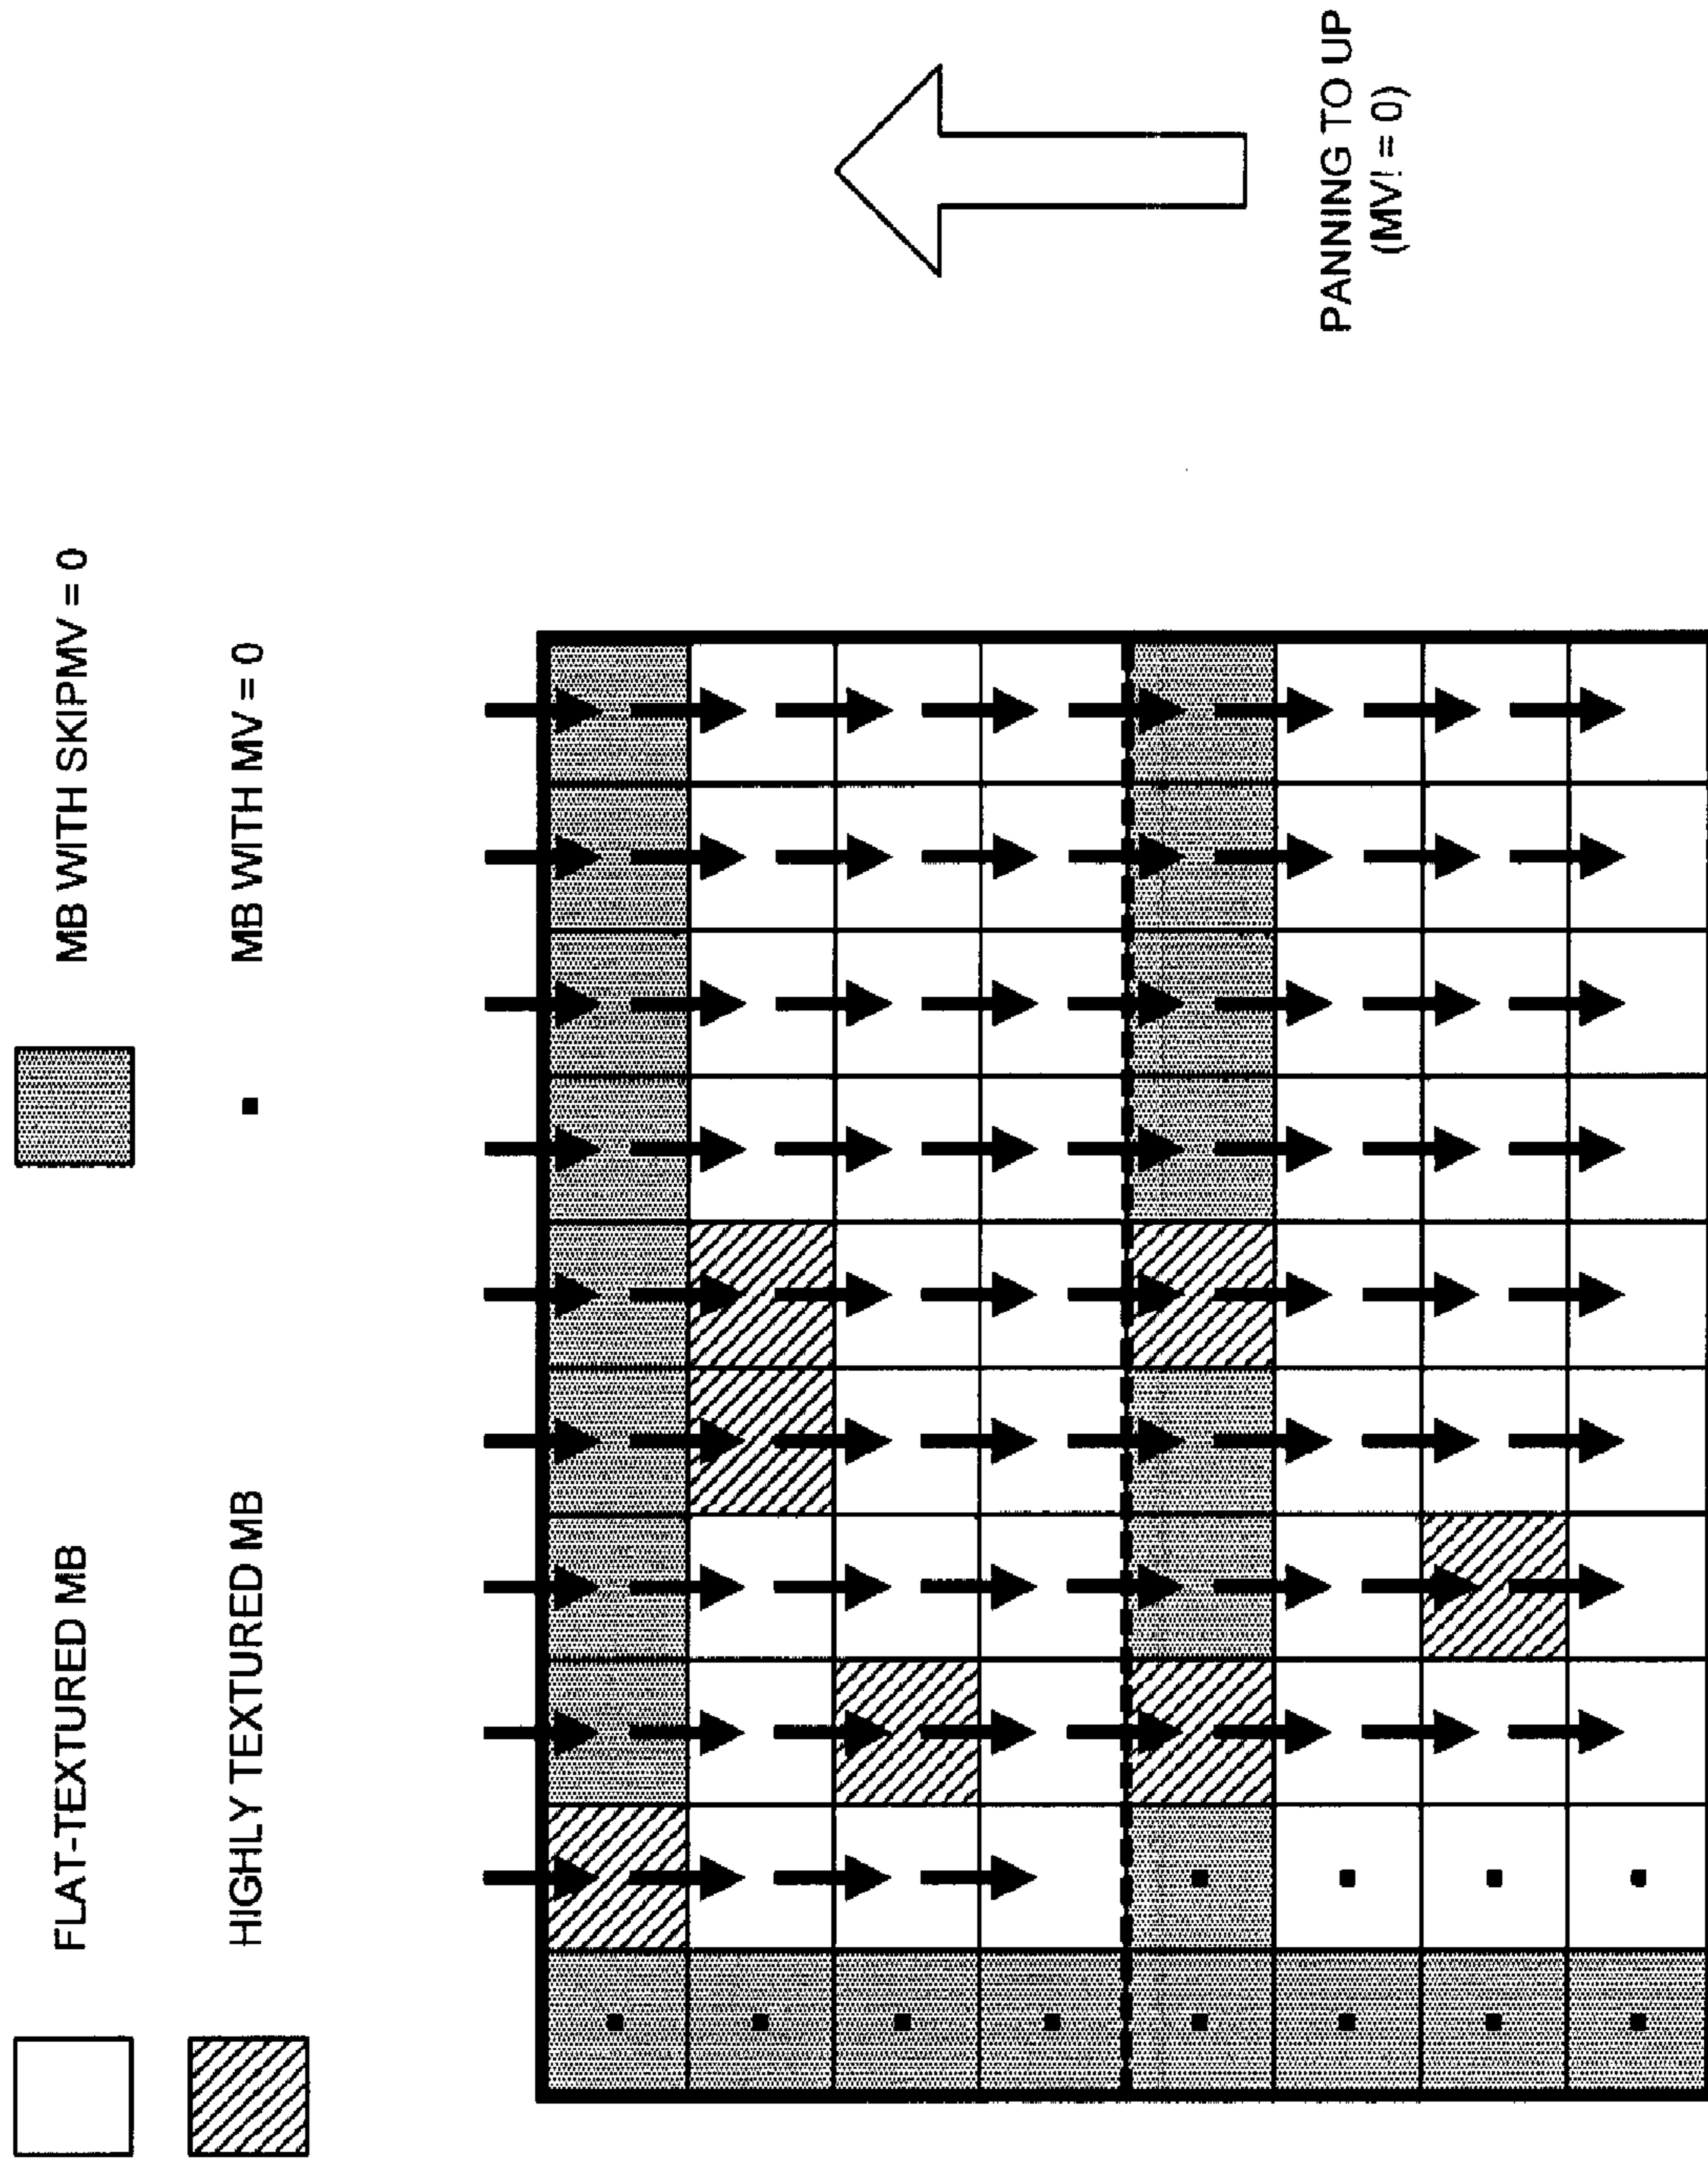 FLAT-TEXTURED MB
HIGHLY TEXTURED MB
MB WITH SKIPMV = 0
MB WITH MV = 0
PANNING TO UP
(MV! = 0)